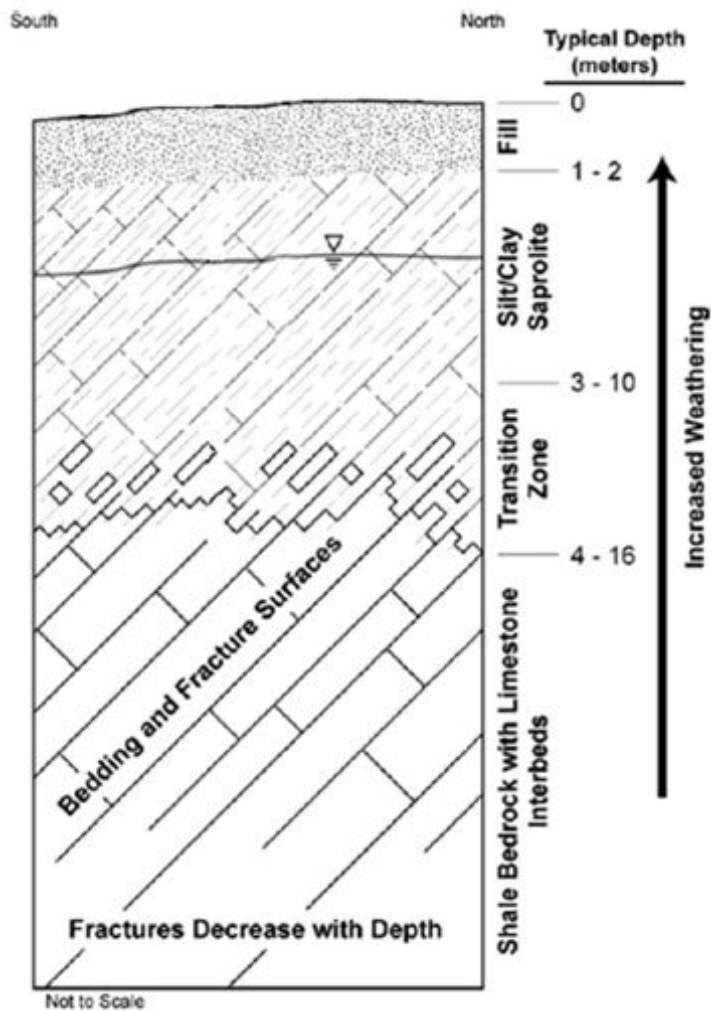 South
North
Typical Depth
(meters)
0
Fill
1 - 2
Silt/Clay
Saprolite
3 - 10
Transition
Zone
4 - 16
Increased Weathering
Bedding and Fracture Surfaces
Shale Bedrock with Limestone
Interbeds
Fractures Decrease with Depth
Not to Scale